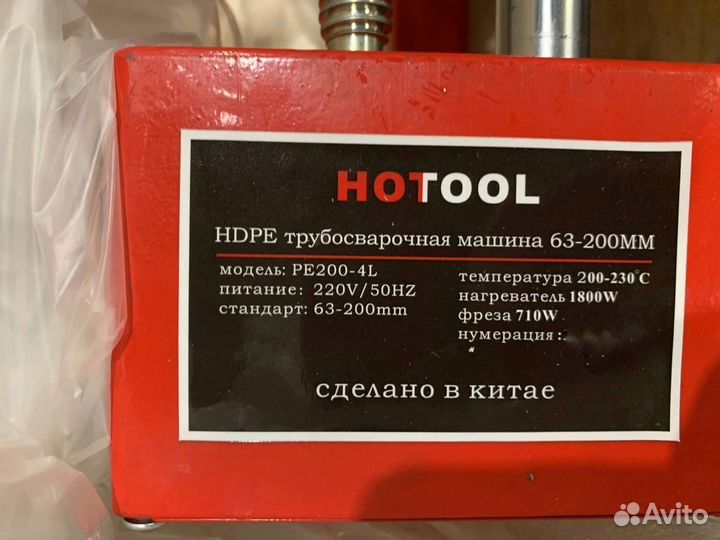 HOTOOL
HDPE трубосварочная машина 63-200MM
модель: PE200-4L
питание: 220V/50HZ
стандарт: 63-200mm
температура 200-230°C
нагреватель 1800W
фреза 710W
нумерация:
сделано в китае
Avito